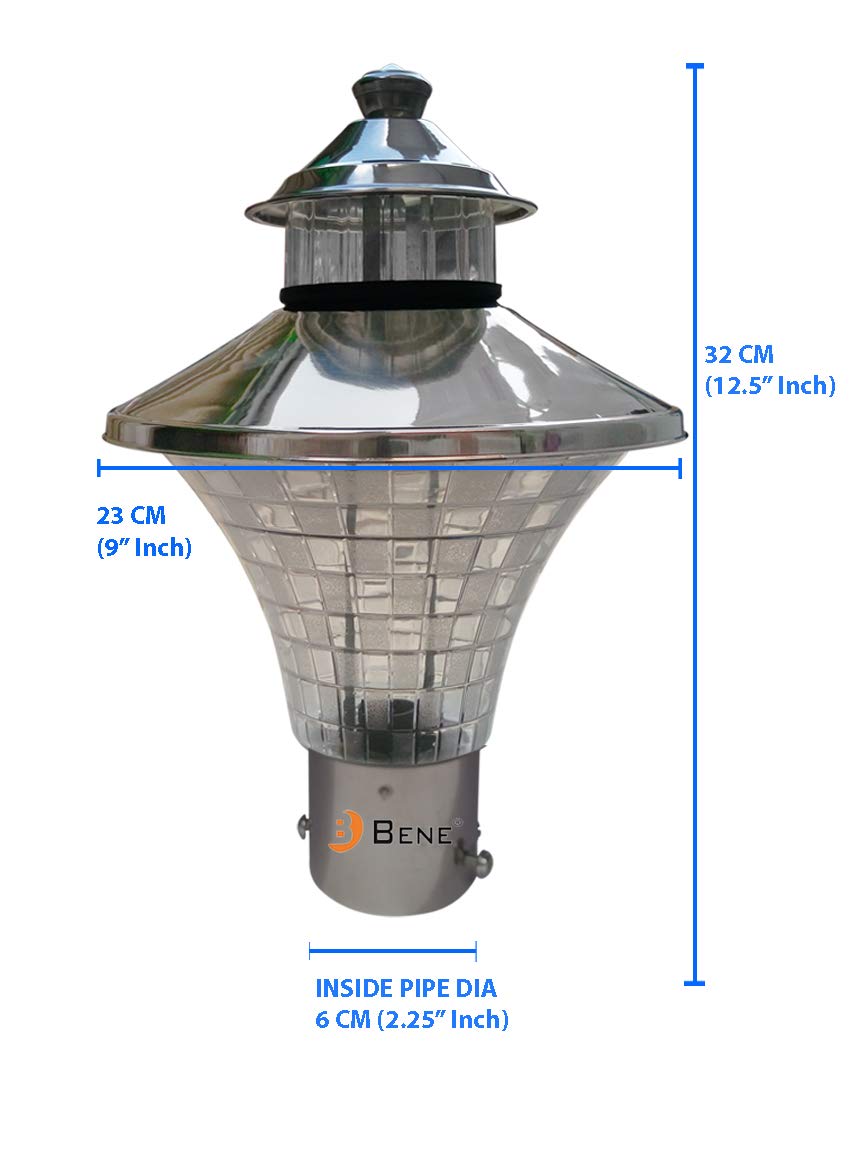 32 CM
(12.5” Inch)
23 CM
(9” Inch)
B BENE®
INSIDE PIPE DIA
6 CM (2.25” Inch)